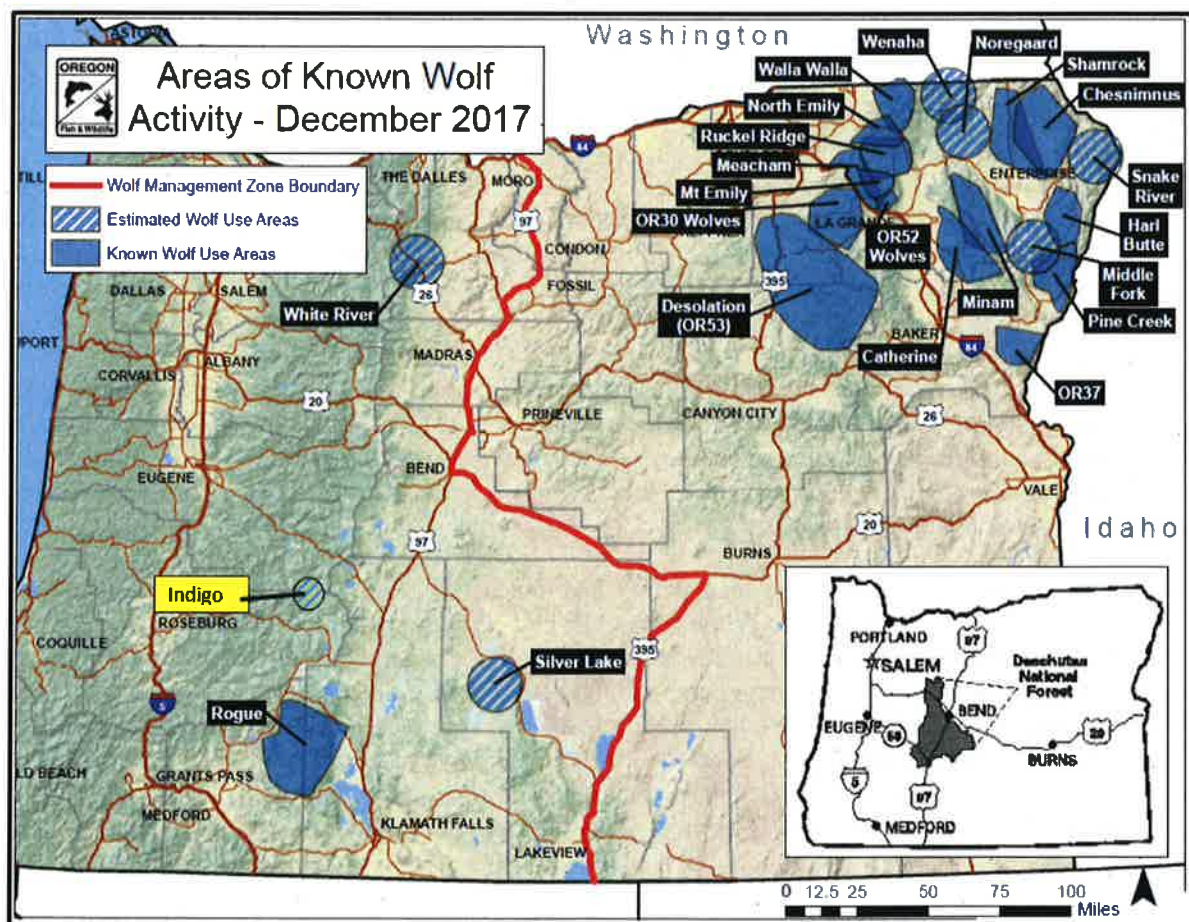 Washington
OREGON
Fish & Wildlife
Areas of Known Wolf
Activity - December 2017
Wolf Management Zone Boundary
Estimated Wolf Use Areas
Known Wolf Use Areas
Wenaha
Noregaard
Shamrock
Walla Walla
Chesnimnus
North Emily
Ruckel Ridge
Meacham
Mt Emily
OR30 Wolves
84
THE DALLES
MORO
97
ENTERPRISE
Snake
River
LA GRANDE
OR52
Wolves
Harl
Butte
CONDON
FOSSIL
395
Desolation
(OR53)
Middle
Fork
Minam
Pine Creek
26
DALLAS
SALEM
White River
MADRAS
BAKER
84
Catherine
ALBANY
CORVALLIS
20
PRINEVILLE
CANYON CITY
26
OR37
BEND
EUGENE
VALE
97
20
Idaho
BURNS
Indigo
ROSEBURG
COQUILLE
395
Silver Lake
5
Rogue
GRANTS PASS
MEDFORD
KLAMATH FALLS
LAKEVIEW
PORTLAND
97
SALEM
Deschutes
National
Forest
BEND
EUGENE
58
20
BURNS
5
97
MEDFORD
0 12.5 25 50 75 100
Miles